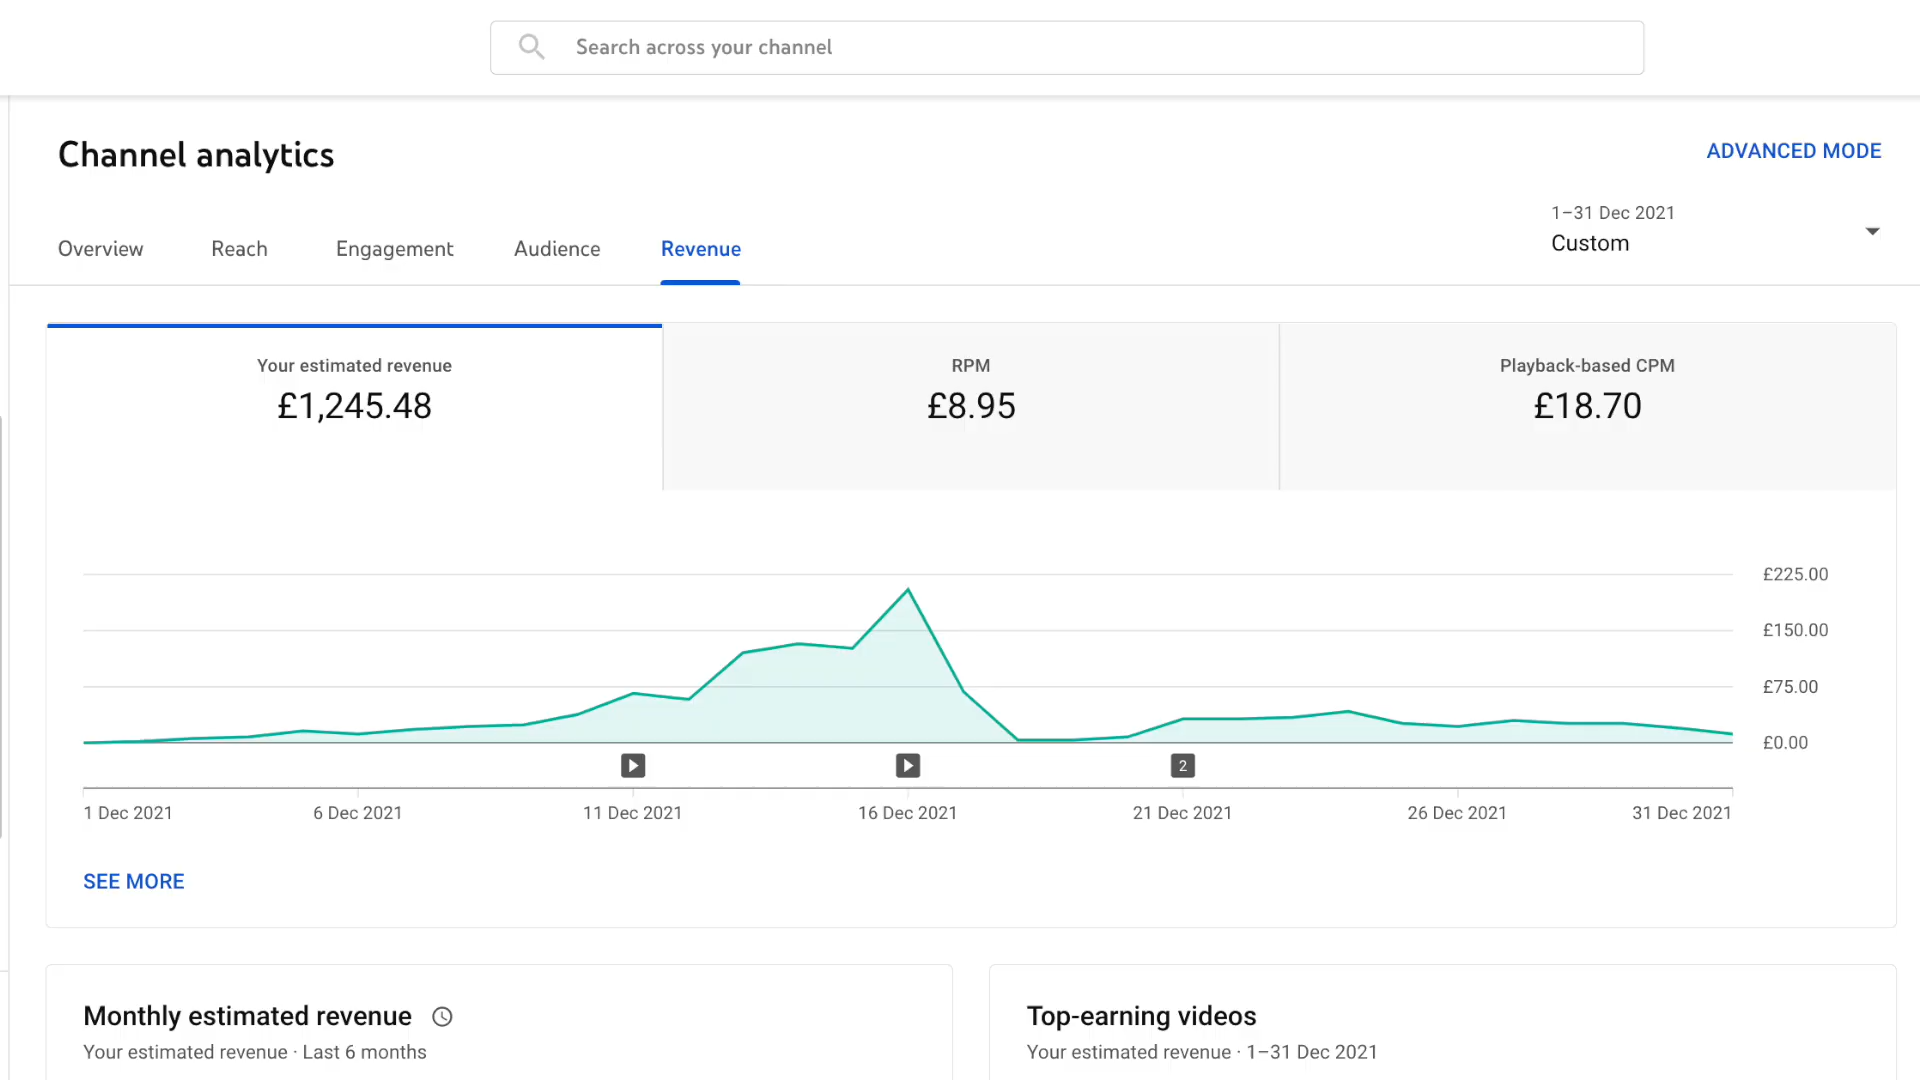 Search across your channel
Channel analytics
ADVANCED MODE
1–31 Dec 2021
Custom
Overview
Reach
Engagement
Audience
Revenue
Your estimated revenue
£1,245.48
RPM
£8.95
Playback-based CPM
£18.70
£225.00
£150.00
£75.00
£0.00
2
1 Dec 2021
6 Dec 2021
11 Dec 2021
16 Dec 2021
21 Dec 2021
26 Dec 2021
31 Dec 2021
SEE MORE
Monthly estimated revenue
Your estimated revenue · Last 6 months
Top-earning videos
Your estimated revenue · 1–31 Dec 2021